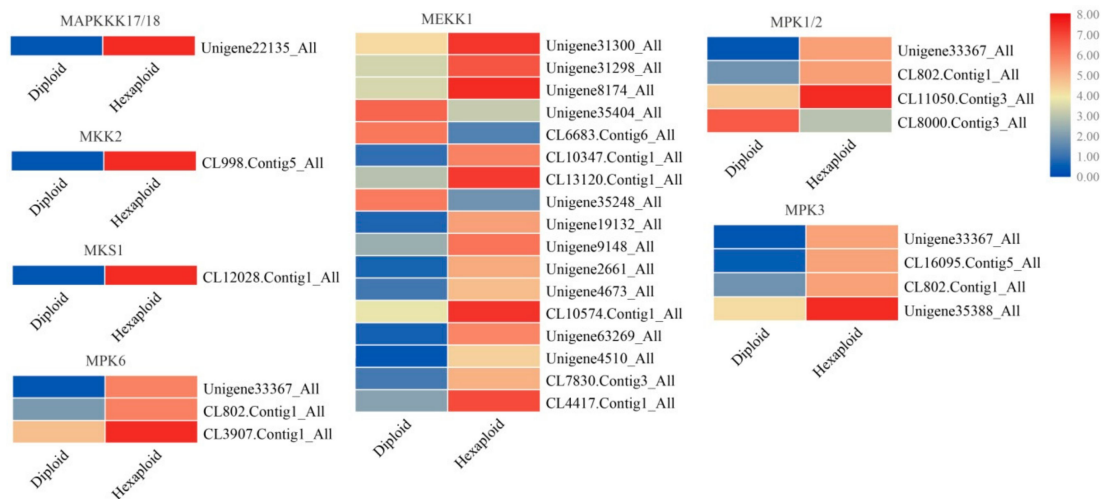 MAPKKK17/18
Unigene22135_All
Diploid
Hexaploid
MKK2
CL998.Contig5_All
Diploid
Hexaploid
MKS1
CL12028.Contig1_All
Diploid
Hexaploid
MPK6
Unigene33367_All
CL802.Contig1_All
CL3907.Contig1_All
Diploid
Hexaploid
MEKK1
Unigene31300_All
Unigene31298_All
Unigene8174_All
Unigene35404_All
CL6683.Contig6_All
CL10347.Contig1_All
CL13120.Contig1_All
Unigene35248_All
Unigene19132_All
Unigene9148_All
Unigene2661_All
Unigene4673_All
CL10574.Contig1_All
Unigene63269_All
Unigene4510_All
CL7830.Contig3_All
CL4417.Contig1_All
Diploid
Hexaploid
MPK1/2
Unigene33367_All
CL802.Contig1_All
CL11050.Contig3_All
CL8000.Contig3_All
Diploid
Hexaploid
MPK3
Unigene33367_All
CL16095.Contig5_All
CL802.Contig1_All
Unigene35388_All
Diploid
Hexaploid
8.00
7.00
6.00
5.00
4.00
3.00
2.00
1.00
0.00